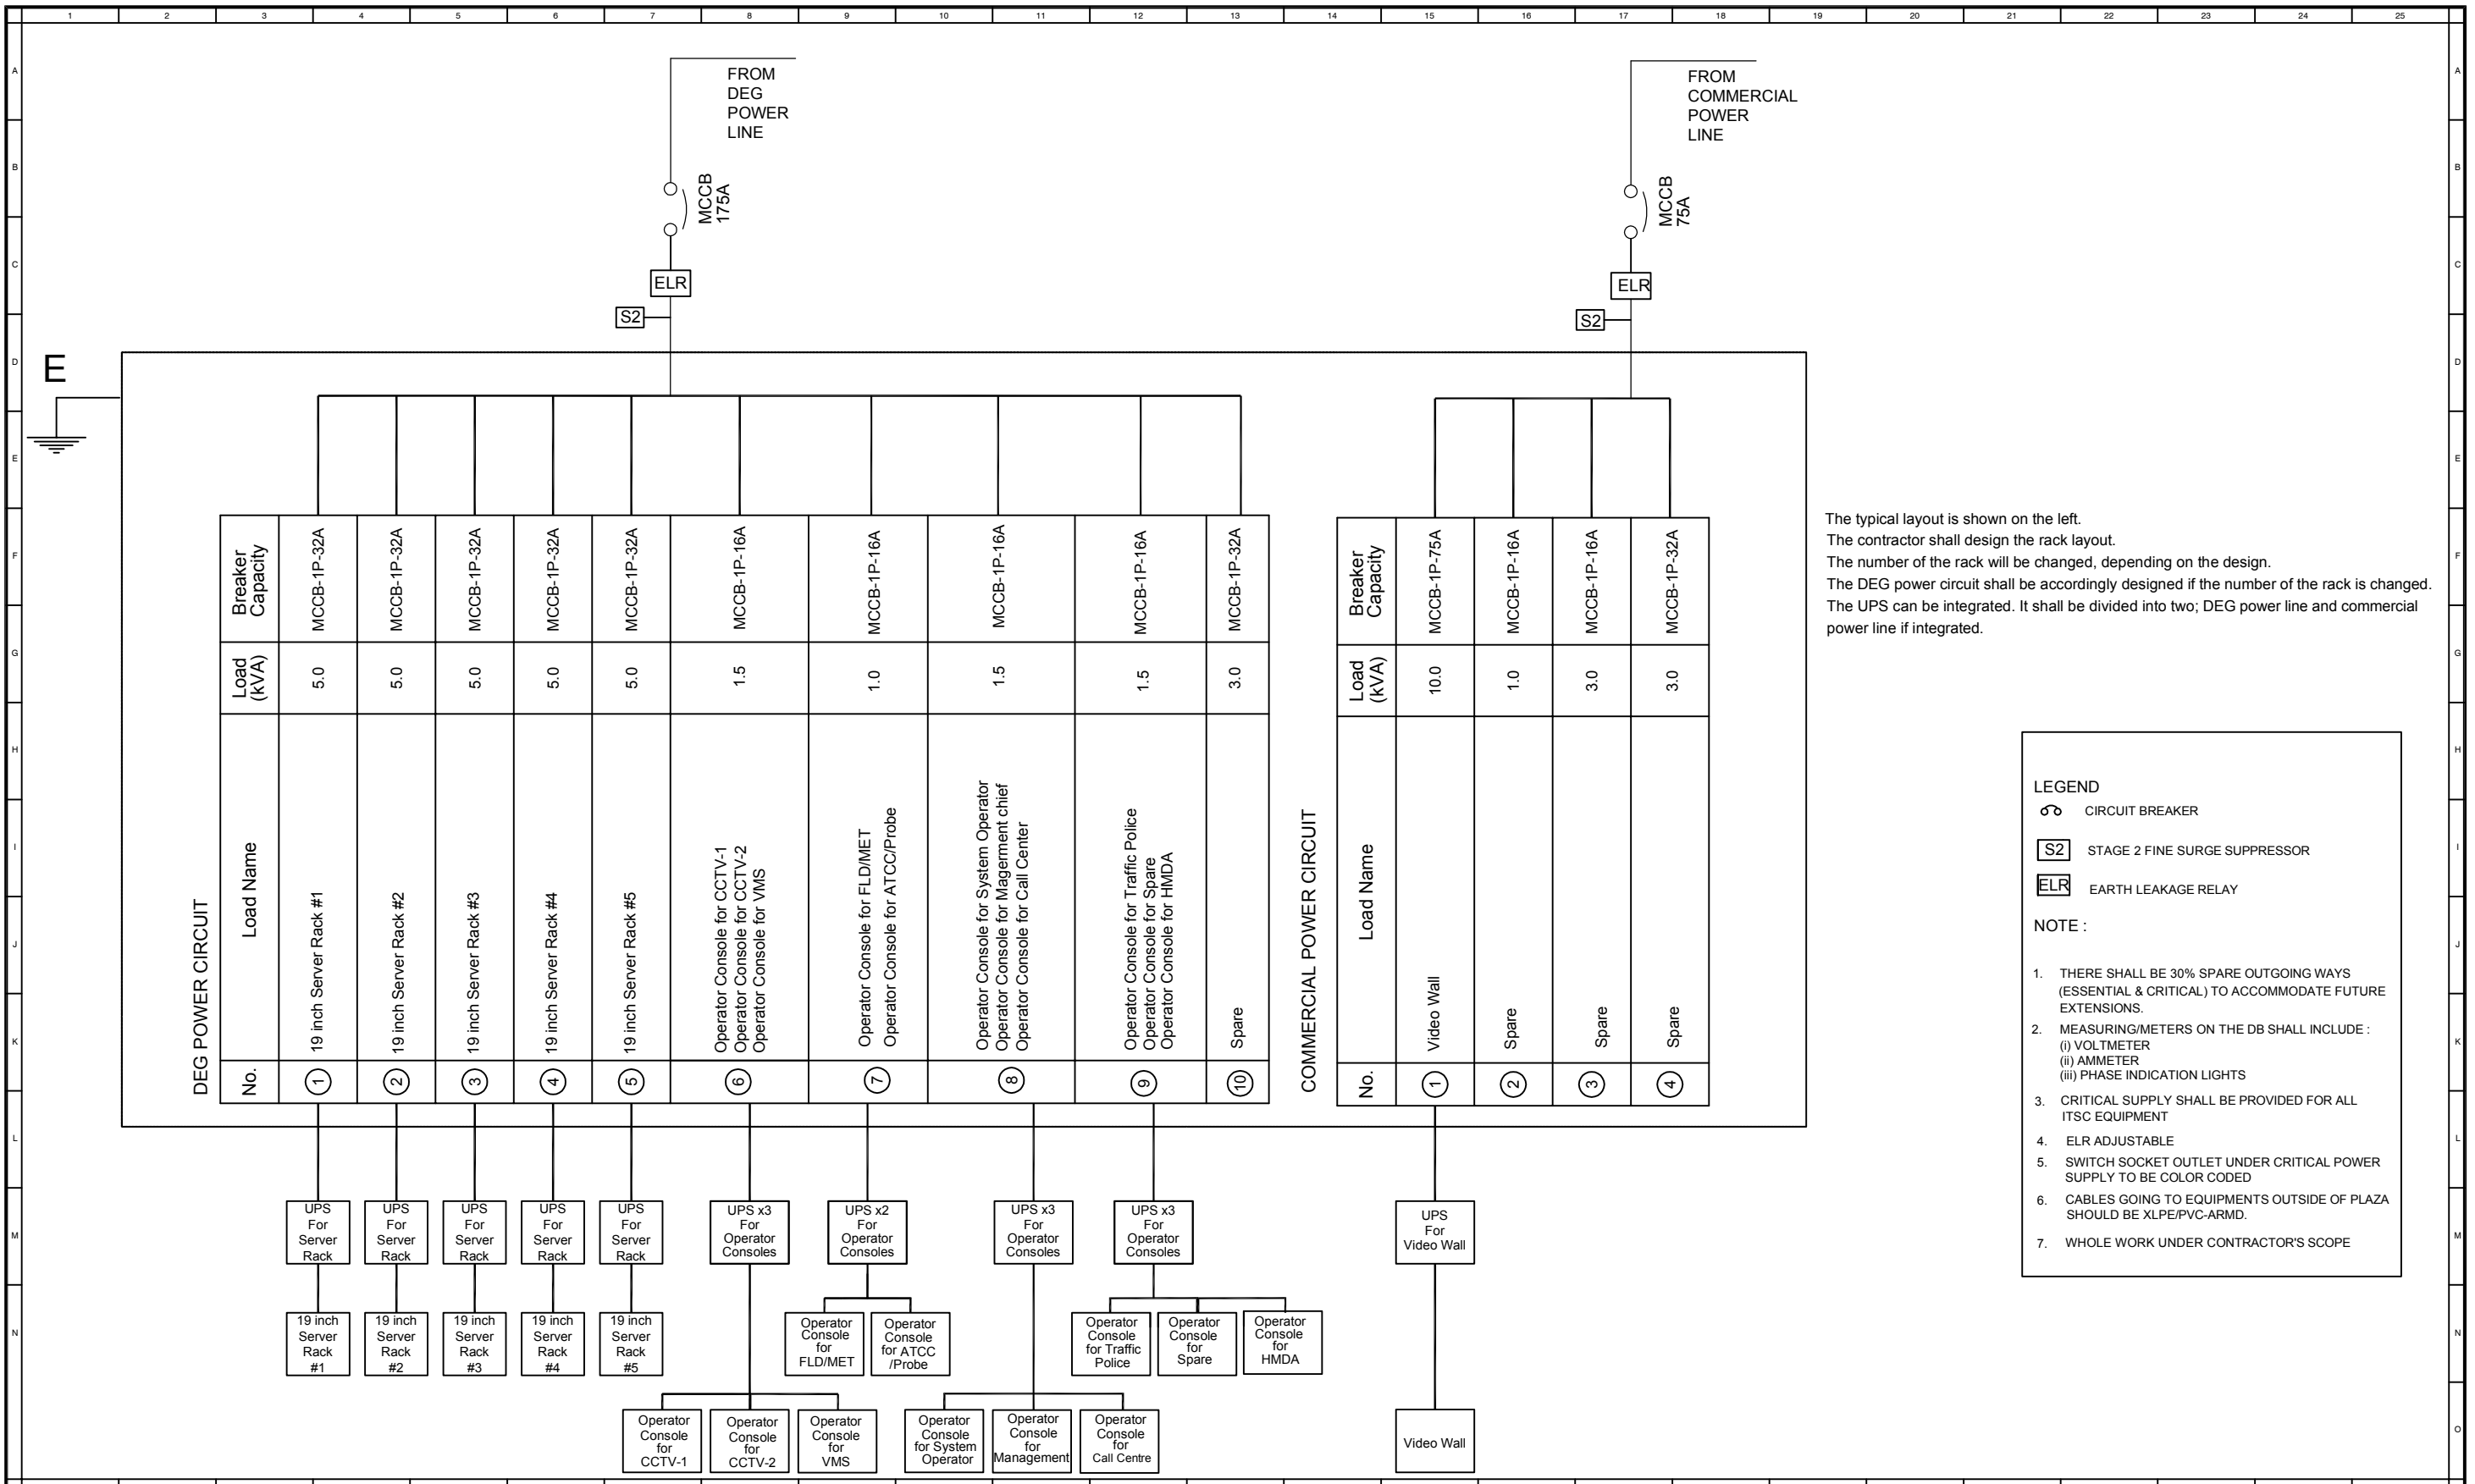 1 2 3 4 5 6 7 8 9 10 11 12 13 14 15 16 17 18 19 20 21 22 23 24 25
A
B
C
D
E
F
G
H
I
J
K
L
M
N
A
B
C
D
E
F
G
H
I
J
K
L
M
N
O
FROM
DEG
POWER
LINE
MCCB
175A
ELR
S2
FROM
COMMERCIAL
POWER
LINE
MCCB
75A
ELR
S2
E
DEG POWER CIRCUIT
No.
Load Name
Load
(kVA)
Breaker
Capacity
1
19 inch Server Rack #1
5.0
MCCB-1P-32A
2
19 inch Server Rack #2
5.0
MCCB-1P-32A
3
19 inch Server Rack #3
5.0
MCCB-1P-32A
4
19 inch Server Rack #4
5.0
MCCB-1P-32A
5
19 inch Server Rack #5
5.0
MCCB-1P-32A
6
Operator Console for CCTV-1
Operator Console for CCTV-2
Operator Console for VMS
1.5
MCCB-1P-16A
7
Operator Console for FLD/MET
Operator Console for ATCC/Probe
1.0
MCCB-1P-16A
8
Operator Console for System Operator
Operator Console for Magerment chief
Operator Console for Call Center
1.5
MCCB-1P-16A
9
Operator Console for Traffic Police
Operator Console for Spare
Operator Console for HMDA
1.5
MCCB-1P-16A
10
Spare
3.0
MCCB-1P-32A
COMMERCIAL POWER CIRCUIT
No.
Load Name
Load
(kVA)
Breaker
Capacity
1
Video Wall
10.0
MCCB-1P-75A
2
Spare
1.0
MCCB-1P-16A
3
Spare
3.0
MCCB-1P-16A
4
Spare
3.0
MCCB-1P-32A
UPS
For
Server
Rack
UPS
For
Server
Rack
UPS
For
Server
Rack
UPS
For
Server
Rack
UPS
For
Server
Rack
UPS x3
For
Operator
Consoles
UPS x2
For
Operator
Consoles
UPS x3
For
Operator
Consoles
UPS x3
For
Operator
Consoles
UPS
For
Video Wall
19 inch
Server
Rack
#1
19 inch
Server
Rack
#2
19 inch
Server
Rack
#3
19 inch
Server
Rack
#4
19 inch
Server
Rack
#5
Operator
Console
for
FLD/MET
Operator
Console
for ATCC
/Probe
Operator
Console
for Traffic
Police
Operator
Console
for
Spare
Operator
Console
for
HMDA
Operator
Console
for
CCTV-1
Operator
Console
for
CCTV-2
Operator
Console
for
VMS
Operator
Console
for System
Operator
Operator
Console
for
Management
Operator
Console
for
Call Centre
Video Wall
The typical layout is shown on the left.
The contractor shall design the rack layout.
The number of the rack will be changed, depending on the design.
The DEG power circuit shall be accordingly designed if the number of the rack is changed.
The UPS can be integrated. It shall be divided into two; DEG power line and commercial
power line if integrated.
LEGEND
CIRCUIT BREAKER
S2 STAGE 2 FINE SURGE SUPPRESSOR
ELR EARTH LEAKAGE RELAY
NOTE :
1. THERE SHALL BE 30% SPARE OUTGOING WAYS
(ESSENTIAL & CRITICAL) TO ACCOMMODATE FUTURE
EXTENSIONS.
2. MEASURING/METERS ON THE DB SHALL INCLUDE :
(i) VOLTMETER
(ii) AMMETER
(iii) PHASE INDICATION LIGHTS
3. CRITICAL SUPPLY SHALL BE PROVIDED FOR ALL
ITSC EQUIPMENT
4. ELR ADJUSTABLE
5. SWITCH SOCKET OUTLET UNDER CRITICAL POWER
SUPPLY TO BE COLOR CODED
6. CABLES GOING TO EQUIPMENTS OUTSIDE OF PLAZA
SHOULD BE XLPE/PVC-ARMD.
7. WHOLE WORK UNDER CONTRACTOR'S SCOPE